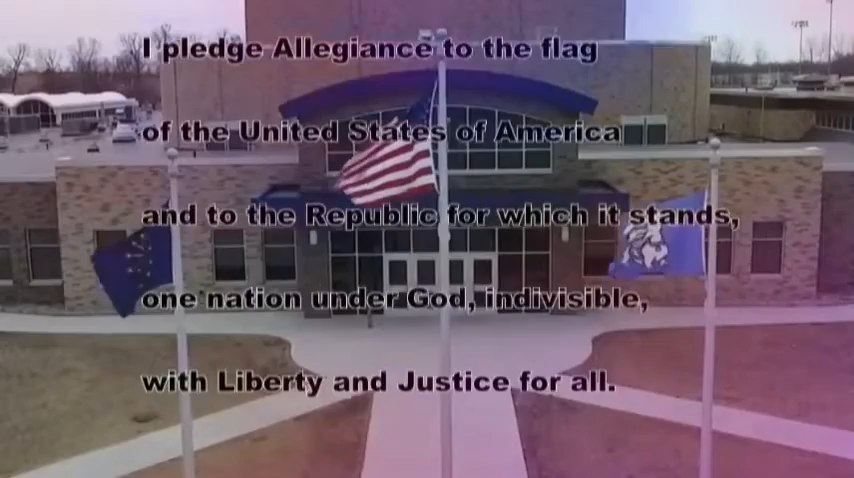 I pledge Allegiance to the flag
of the United States of America
and to the Republic for which it stands,
one nation under God, indivisible,
with Liberty and Justice for all.